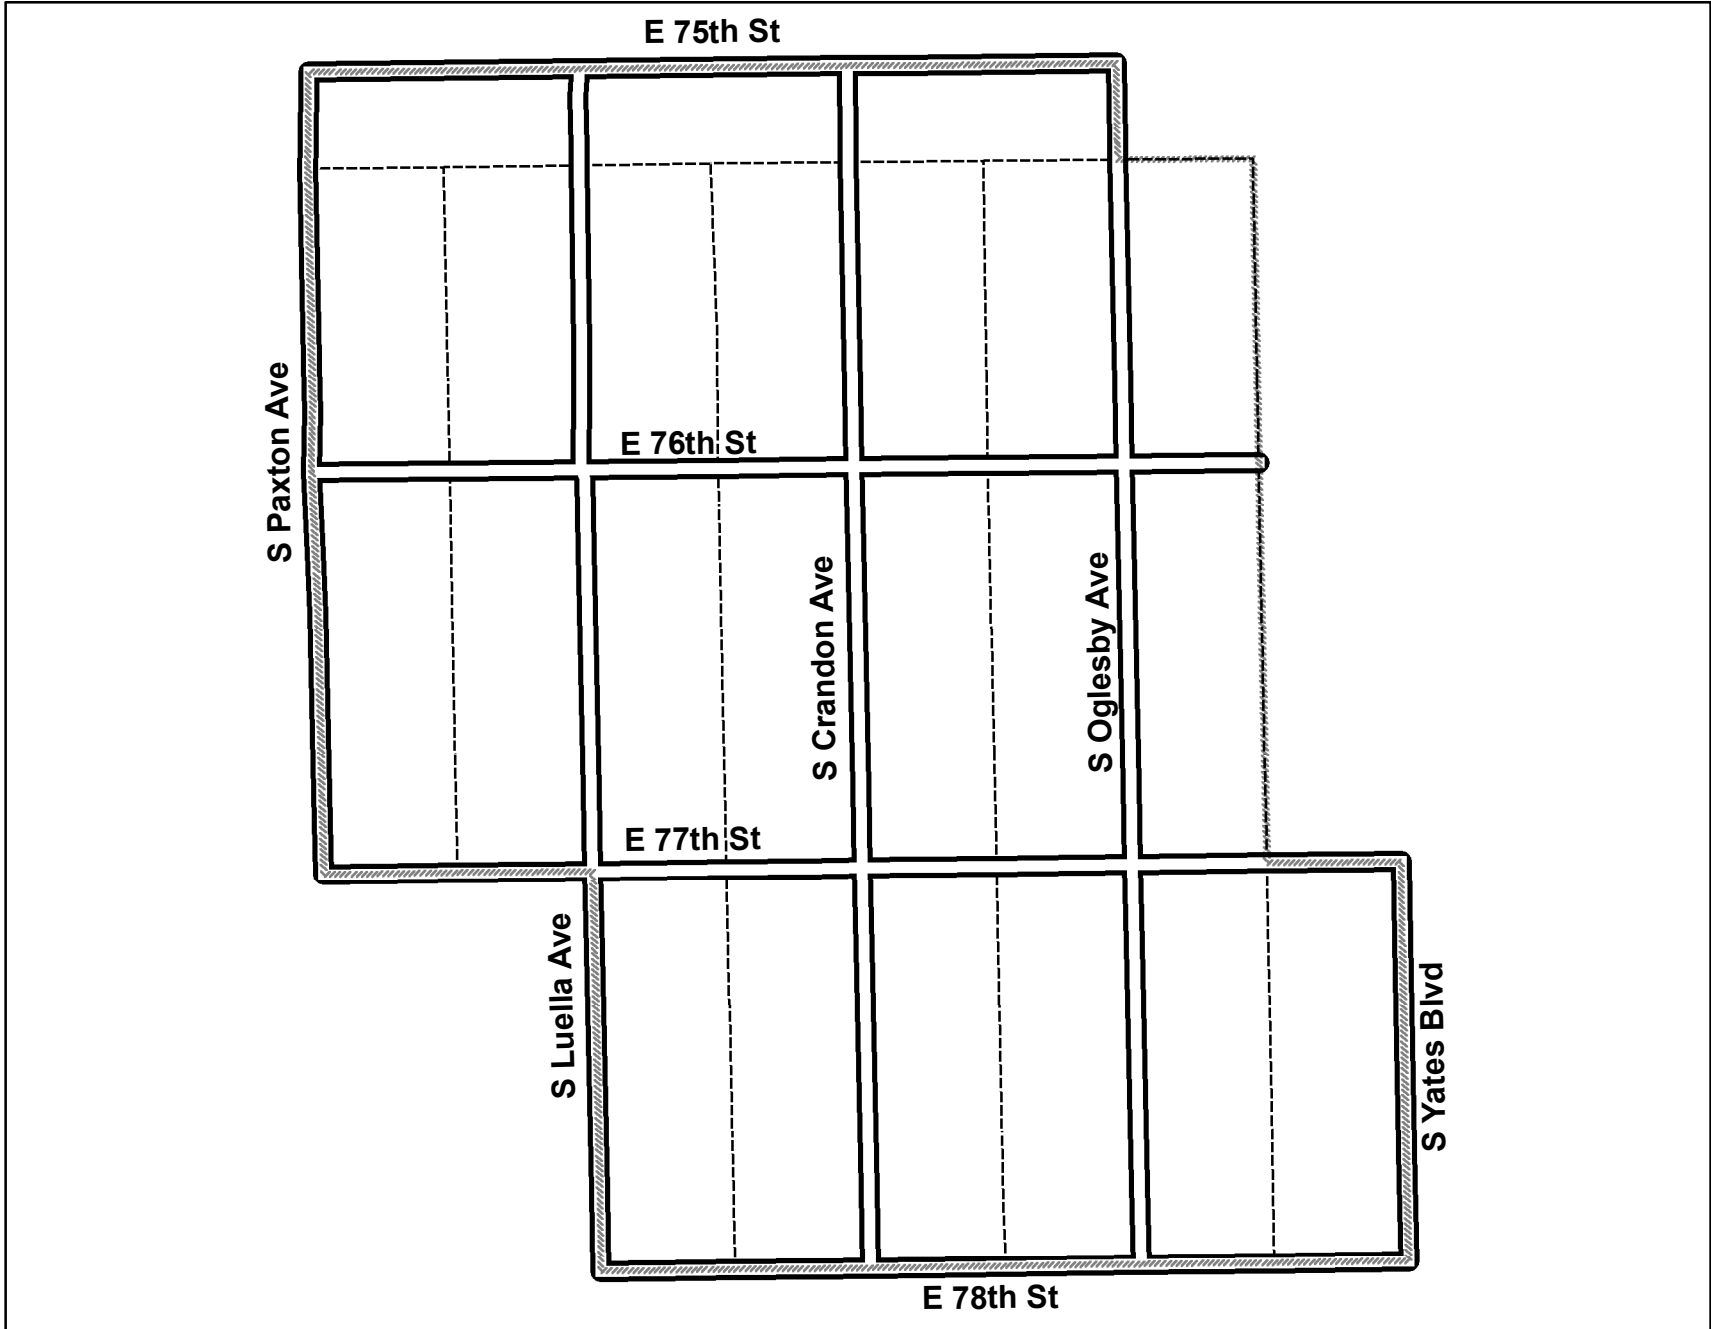 E 75th St
S Paxton Ave
E 76th St
S Crandon Ave
S Oglesby Ave
E 77th St
S Luella Ave
S Yates Blvd
E 78th St